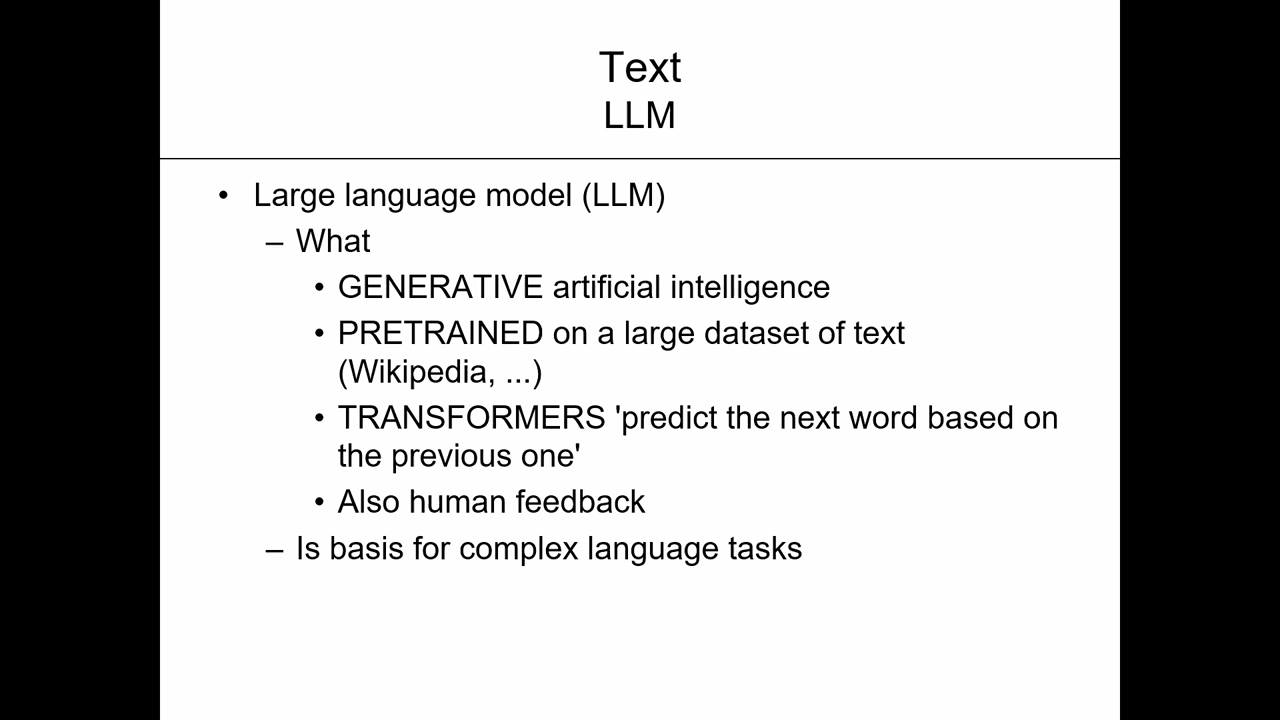 Text
LLM
• Large language model (LLM)
– What
• GENERATIVE artificial intelligence
• PRETRAINED on a large dataset of text
(Wikipedia, ...)
• TRANSFORMERS 'predict the next word based on
the previous one'
• Also human feedback
– Is basis for complex language tasks